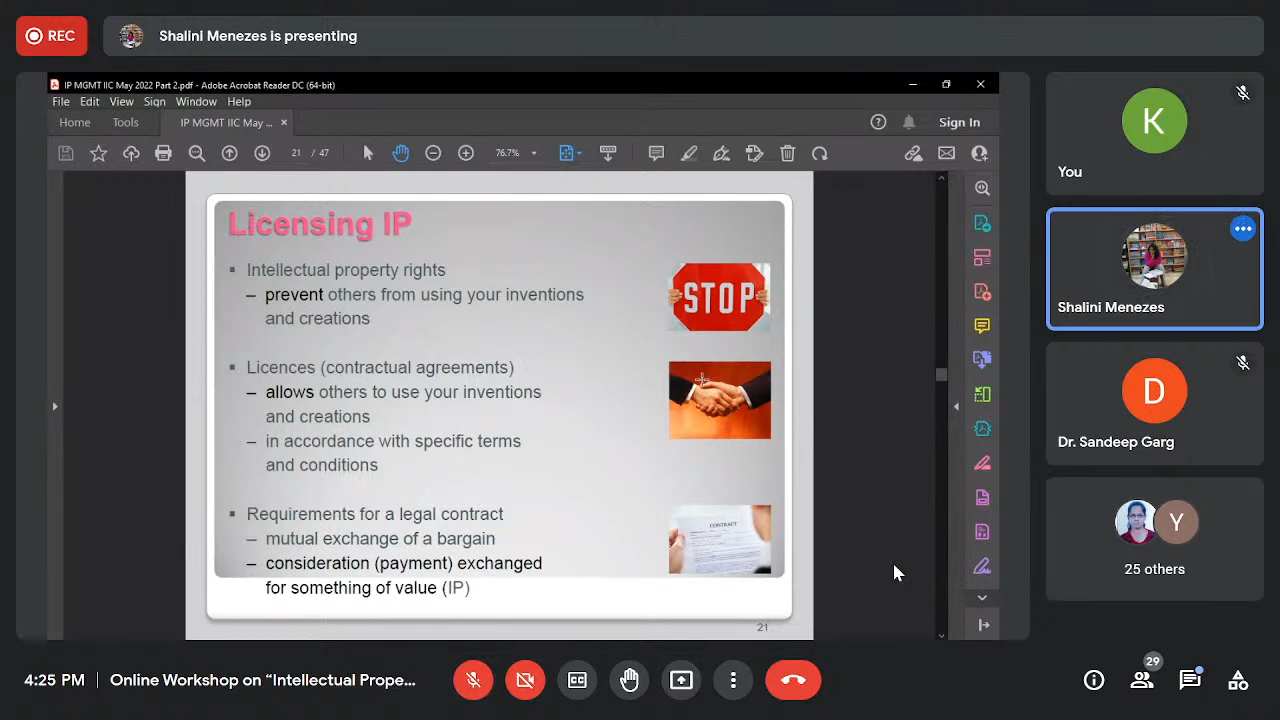 REC
Shalini Menezes is presenting
IP MGMT IIC May 2022 Part 2.pdf - Adobe Acrobat Reader DC (64-bit)
File Edit View Sign Window Help
Home Tools IP MGMT IIC May ... × Sign In
21 / 47 76.7%
Licensing IP
▪ Intellectual property rights
– prevent others from using your inventions
and creations
STOP
▪ Licences (contractual agreements)
– allows others to use your inventions
and creations
– in accordance with specific terms
and conditions
▪ Requirements for a legal contract
– mutual exchange of a bargain
– consideration (payment) exchanged
for something of value (IP)
CONTRACT
21
K
You
Shalini Menezes
D
Dr. Sandeep Garg
Y
25 others
4:25 PM | Online Workshop on “Intellectual Prope...
29